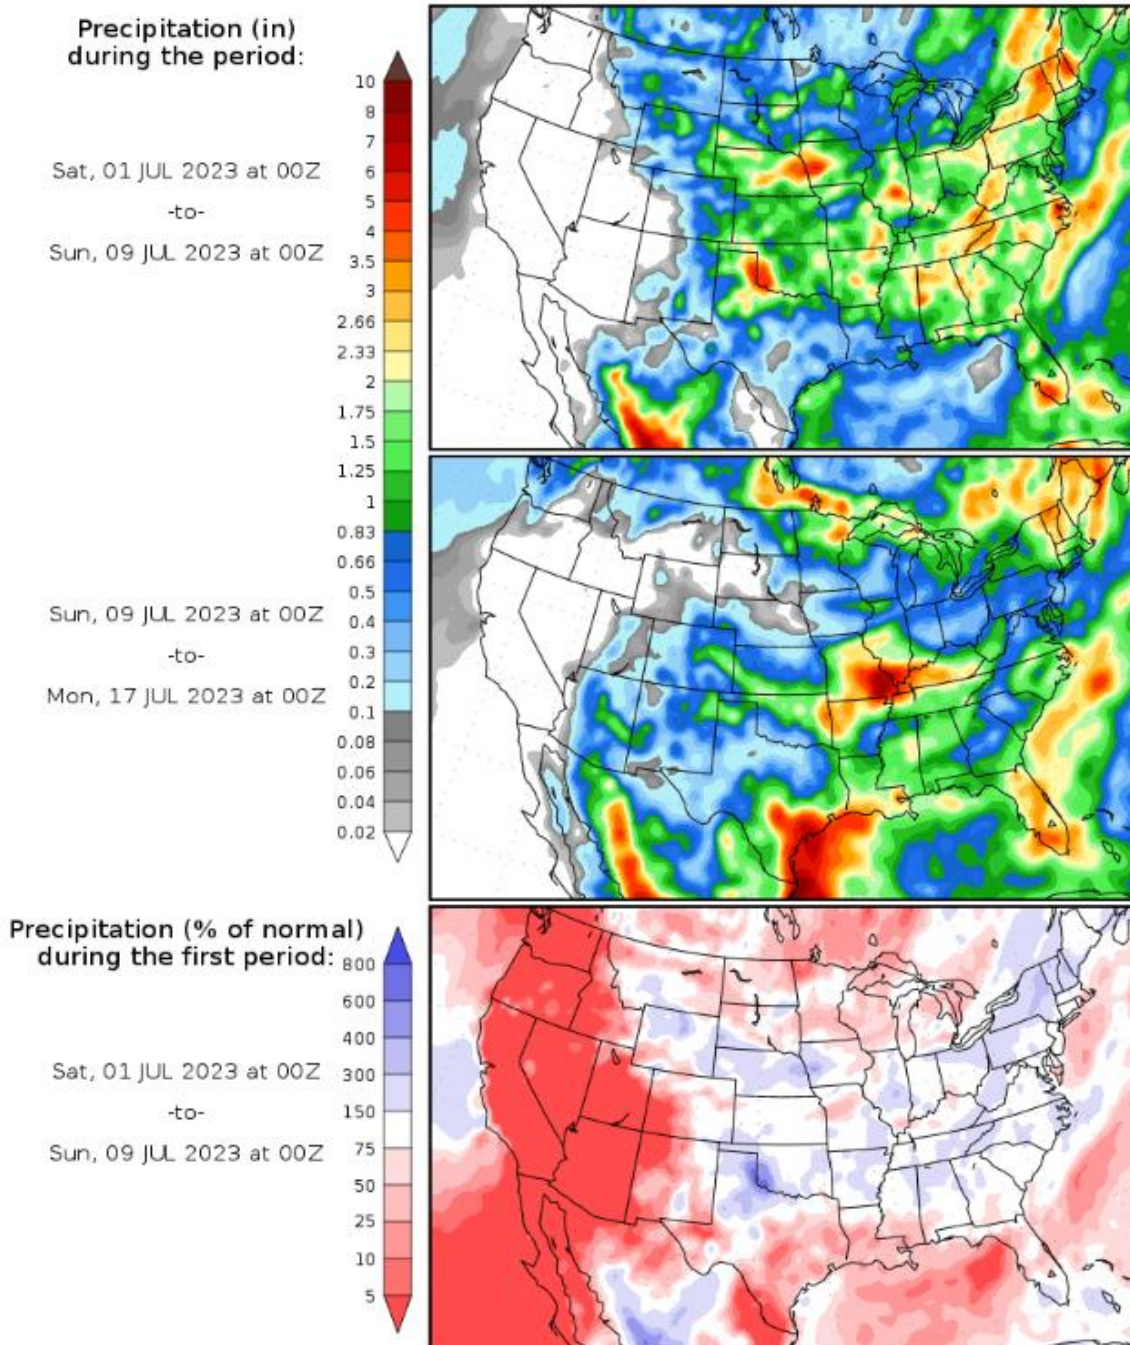 Precipitation (in)
during the period:
10
8
7
6
5
4
3.5
3
2.66
2.33
2
1.75
1.5
1.25
1
0.83
0.66
0.5
0.4
0.3
0.2
0.1
0.08
0.06
0.04
0.02
Sat, 01 JUL 2023 at 00Z
-to-
Sun, 09 JUL 2023 at 00Z
Sun, 09 JUL 2023 at 00Z
-to-
Mon, 17 JUL 2023 at 00Z
Precipitation (% of normal)
during the first period:
800
600
400
300
150
75
50
25
10
5
Sat, 01 JUL 2023 at 00Z
-to-
Sun, 09 JUL 2023 at 00Z